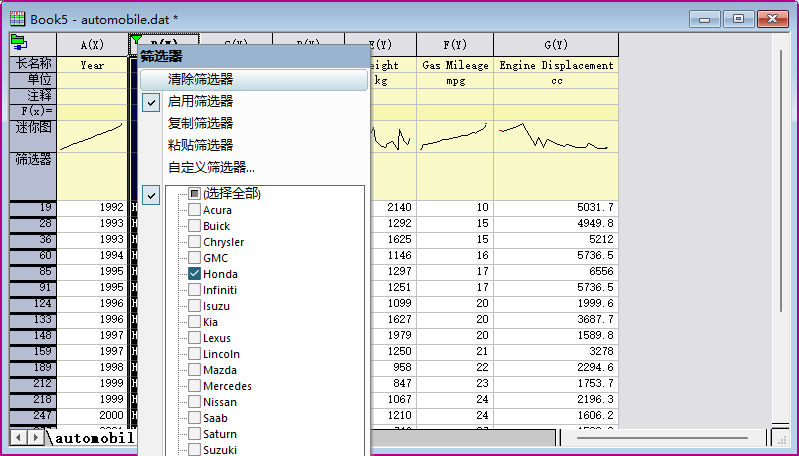 Book5 - automobile.dat *
A(X) E(Y) F(Y) G(Y)
长名称 Year Gas Mileage Engine Displacement
单位 kg mpg cc
注释
F(x)=
迷你图
筛选器
筛选器
清除筛选器
启用筛选器
复制筛选器
粘贴筛选器
自定义筛选器...
(选择全部)
Acura
Buick
Chrysler
GMC
Honda
Infiniti
Isuzu
Kia
Lexus
Lincoln
Mazda
Mercedes
Nissan
Saab
Saturn
Suzuki
19 1992 2140 10 5031.7
28 1993 1292 15 4949.8
36 1993 1625 15 5212
60 1994 1146 16 5736.5
85 1995 1297 17 6556
91 1995 1251 17 5736.5
124 1996 1099 20 1999.6
133 1996 1627 20 3687.7
148 1997 1979 20 1589.8
159 1997 1250 21 3278
189 1998 958 22 2294.6
212 1999 847 23 1753.7
218 1999 1067 24 2196.3
247 2000 1210 24 1606.2
automobil